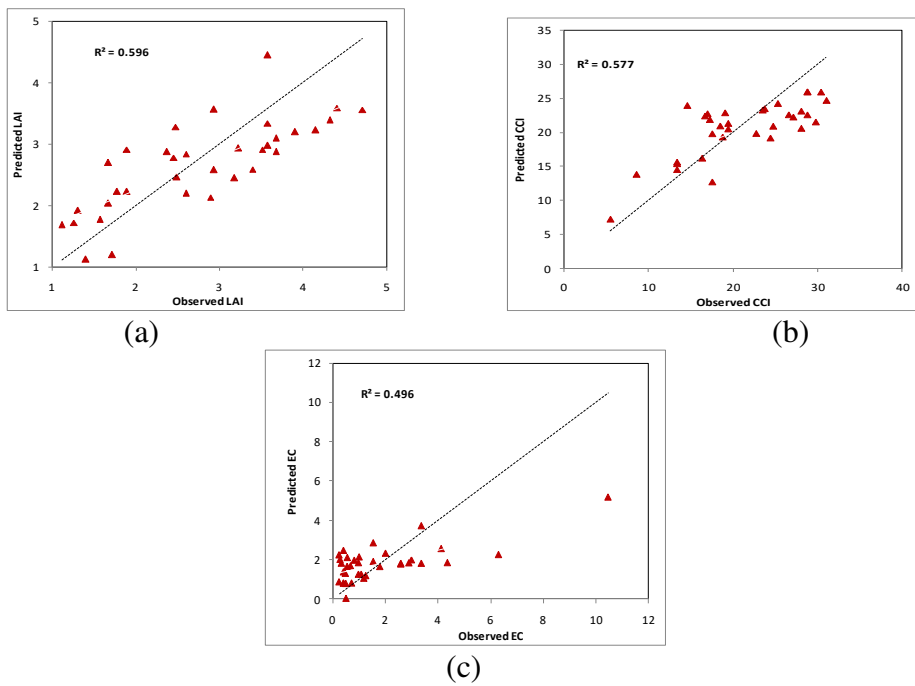 5
R² = 0.596
4
Predicted LAI
3
2
1
1 2 3 4 5
Observed LAI
(a)
35
R² = 0.577
30
25
Predicted CCI
20
15
10
5
0
0 10 20 30 40
Observed CCI
(b)
12
R² = 0.496
10
8
Predicted EC
6
4
2
0
0 2 4 6 8 10 12
Observed EC
(c)